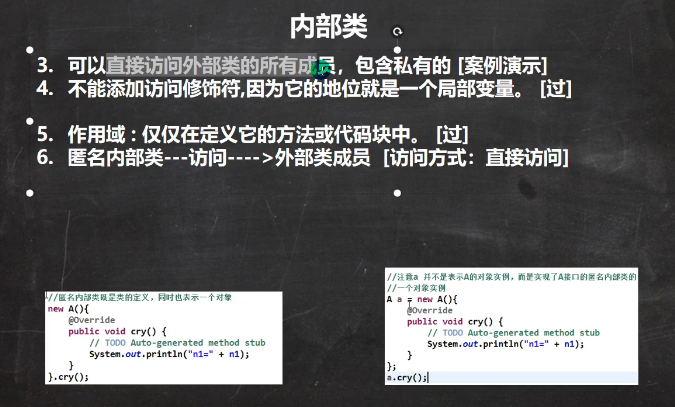 内部类
3. 可以直接访问外部类的所有成员，包含私有的 [案例演示]
4. 不能添加访问修饰符,因为它的地位就是一个局部变量。 [过]
5. 作用域 : 仅仅在定义它的方法或代码块中。 [过]
6. 匿名内部类---访问---->外部类成员 [访问方式：直接访问]
//匿名内部类既是类的定义，同时也表示一个对象
new A(){
@Override
public void cry() {
// TODO Auto-generated method stub
System.out.println("n1=" + n1);
}
}.cry();
//注意a 并不是表示A的对象实例，而是实现了A接口的匿名内部类的
//一个对象实例
A a = new A(){
@Override
public void cry() {
// TODO Auto-generated method stub
System.out.println("n1=" + n1);
}
};
a.cry();